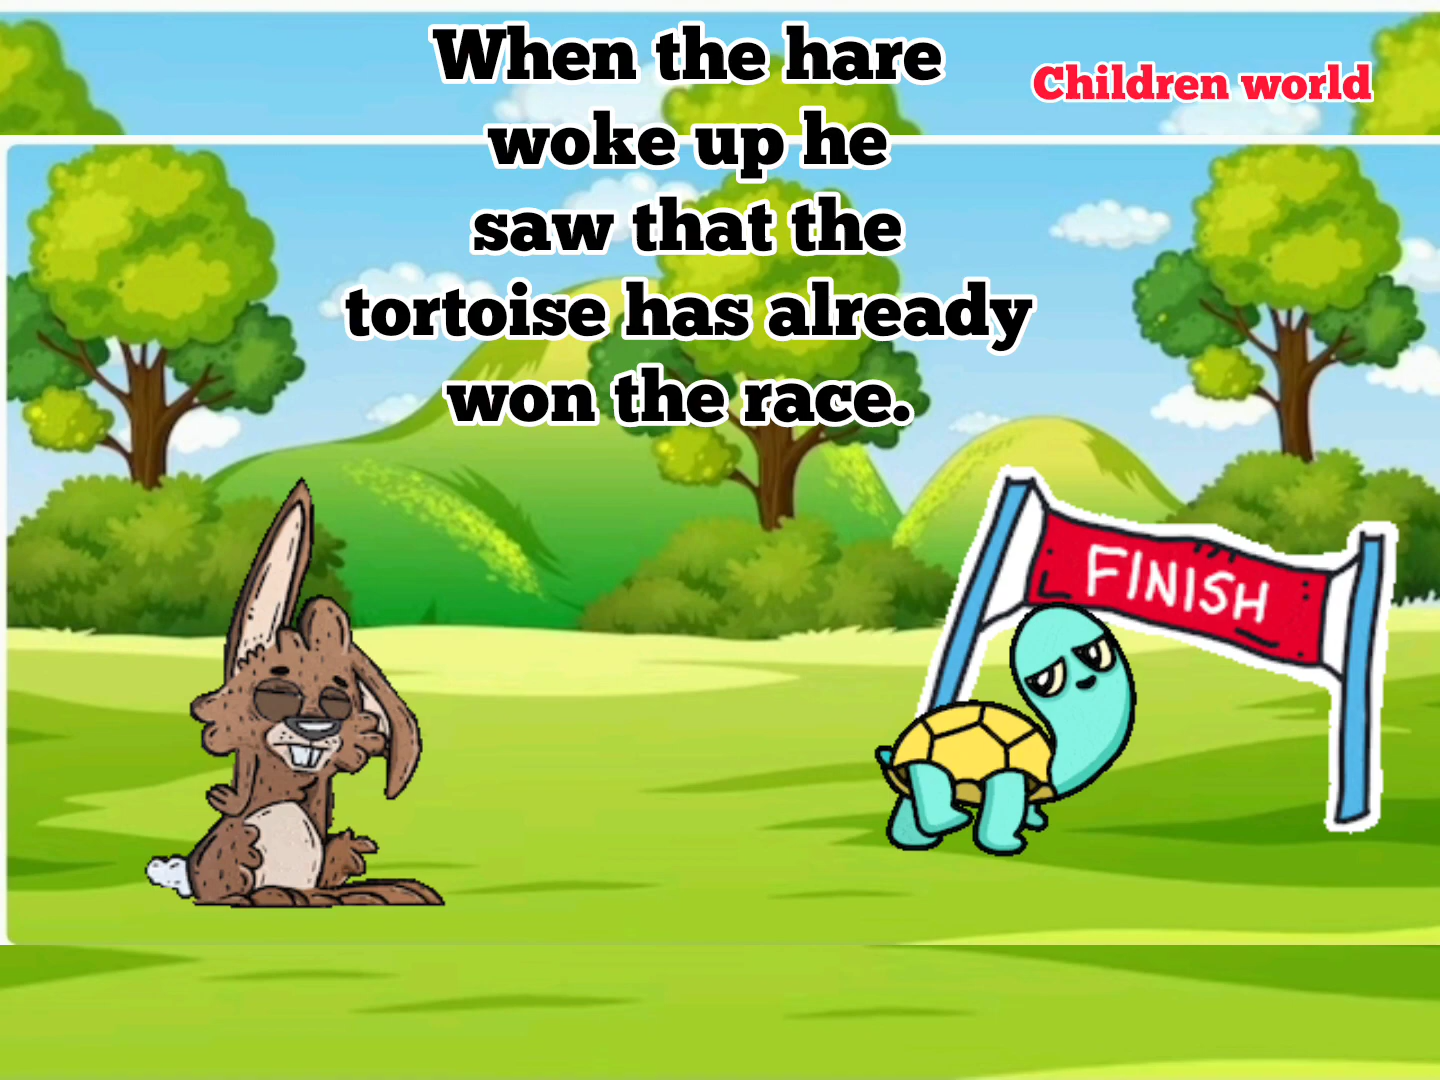 When the hare
woke up he
saw that the
tortoise has already
won the race.
Children world
FINISH